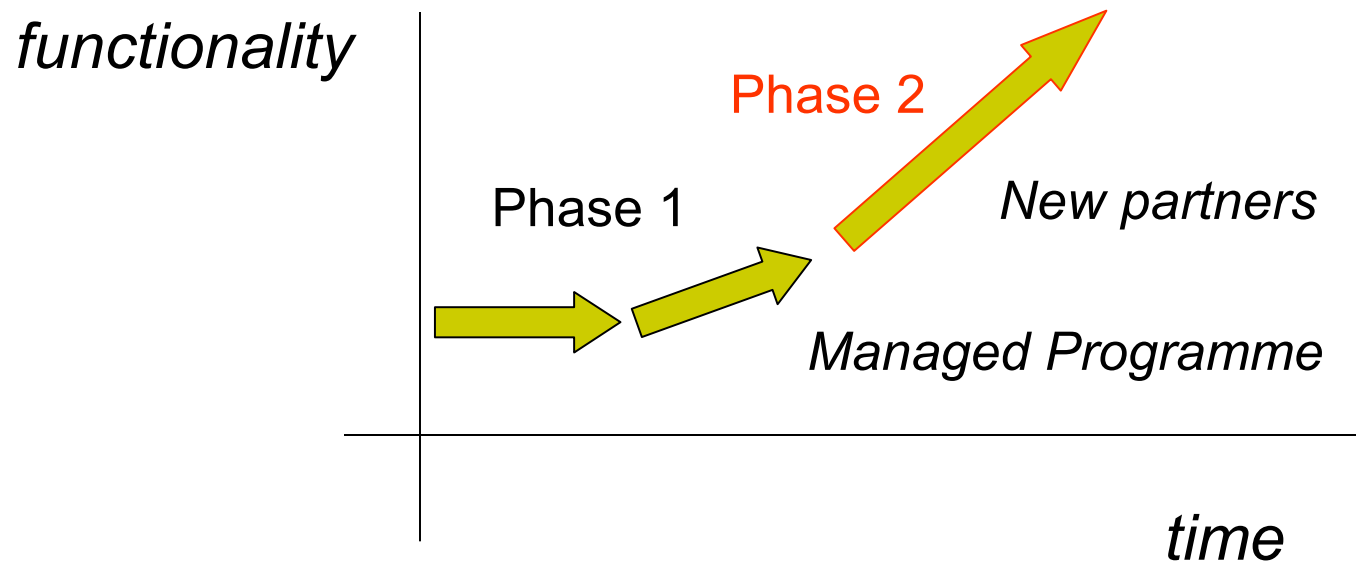 functionality
Phase 2
New partners
Phase 1
Managed Programme
time